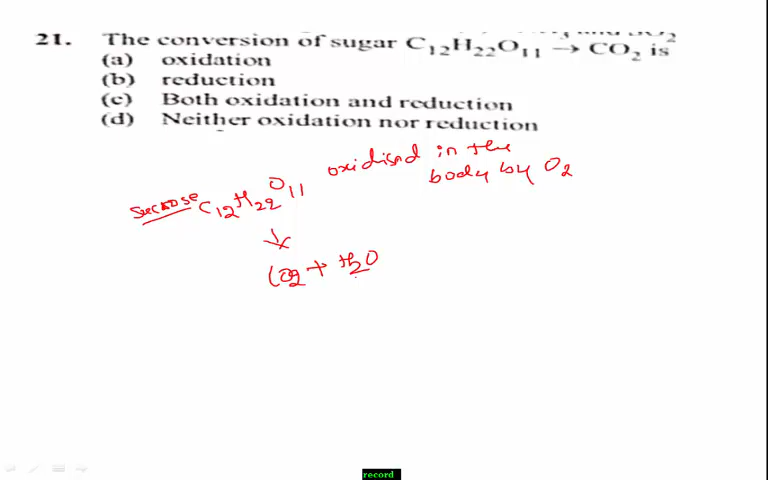 21. The conversion of sugar C12H22O11 → CO2 is
(a) oxidation
(b) reduction
(c) Both oxidation and reduction
(d) Neither oxidation nor reduction
oxidised in the
body by O2
sucrose C12H22O11
↓
CO2 + H2O
record